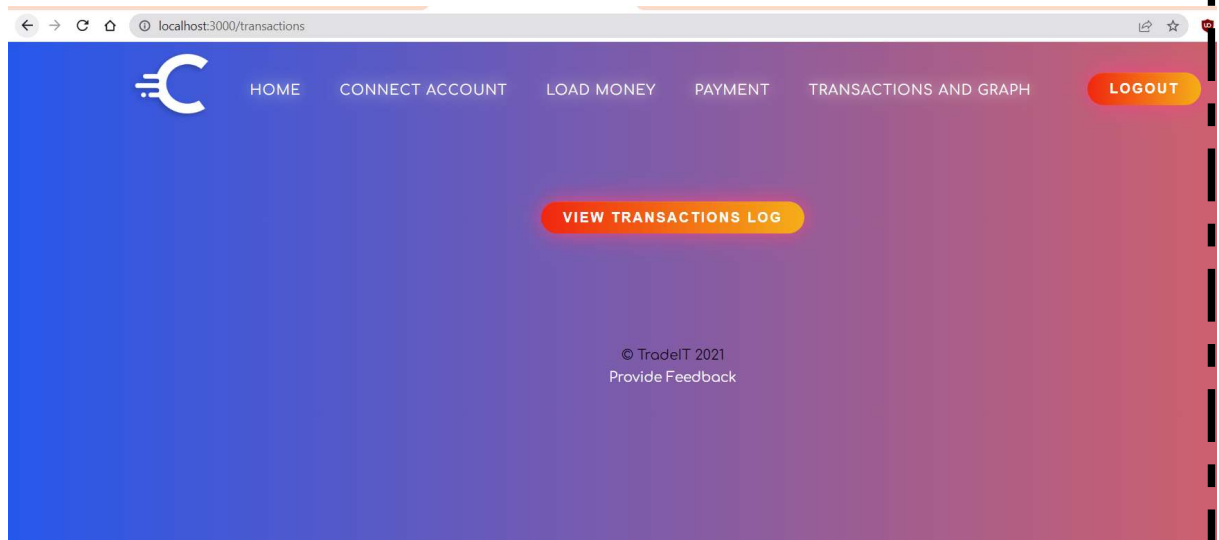 localhost:3000/transactions
HOME CONNECT ACCOUNT LOAD MONEY PAYMENT TRANSACTIONS AND GRAPH LOGOUT
VIEW TRANSACTIONS LOG
© TradeIT 2021
Provide Feedback